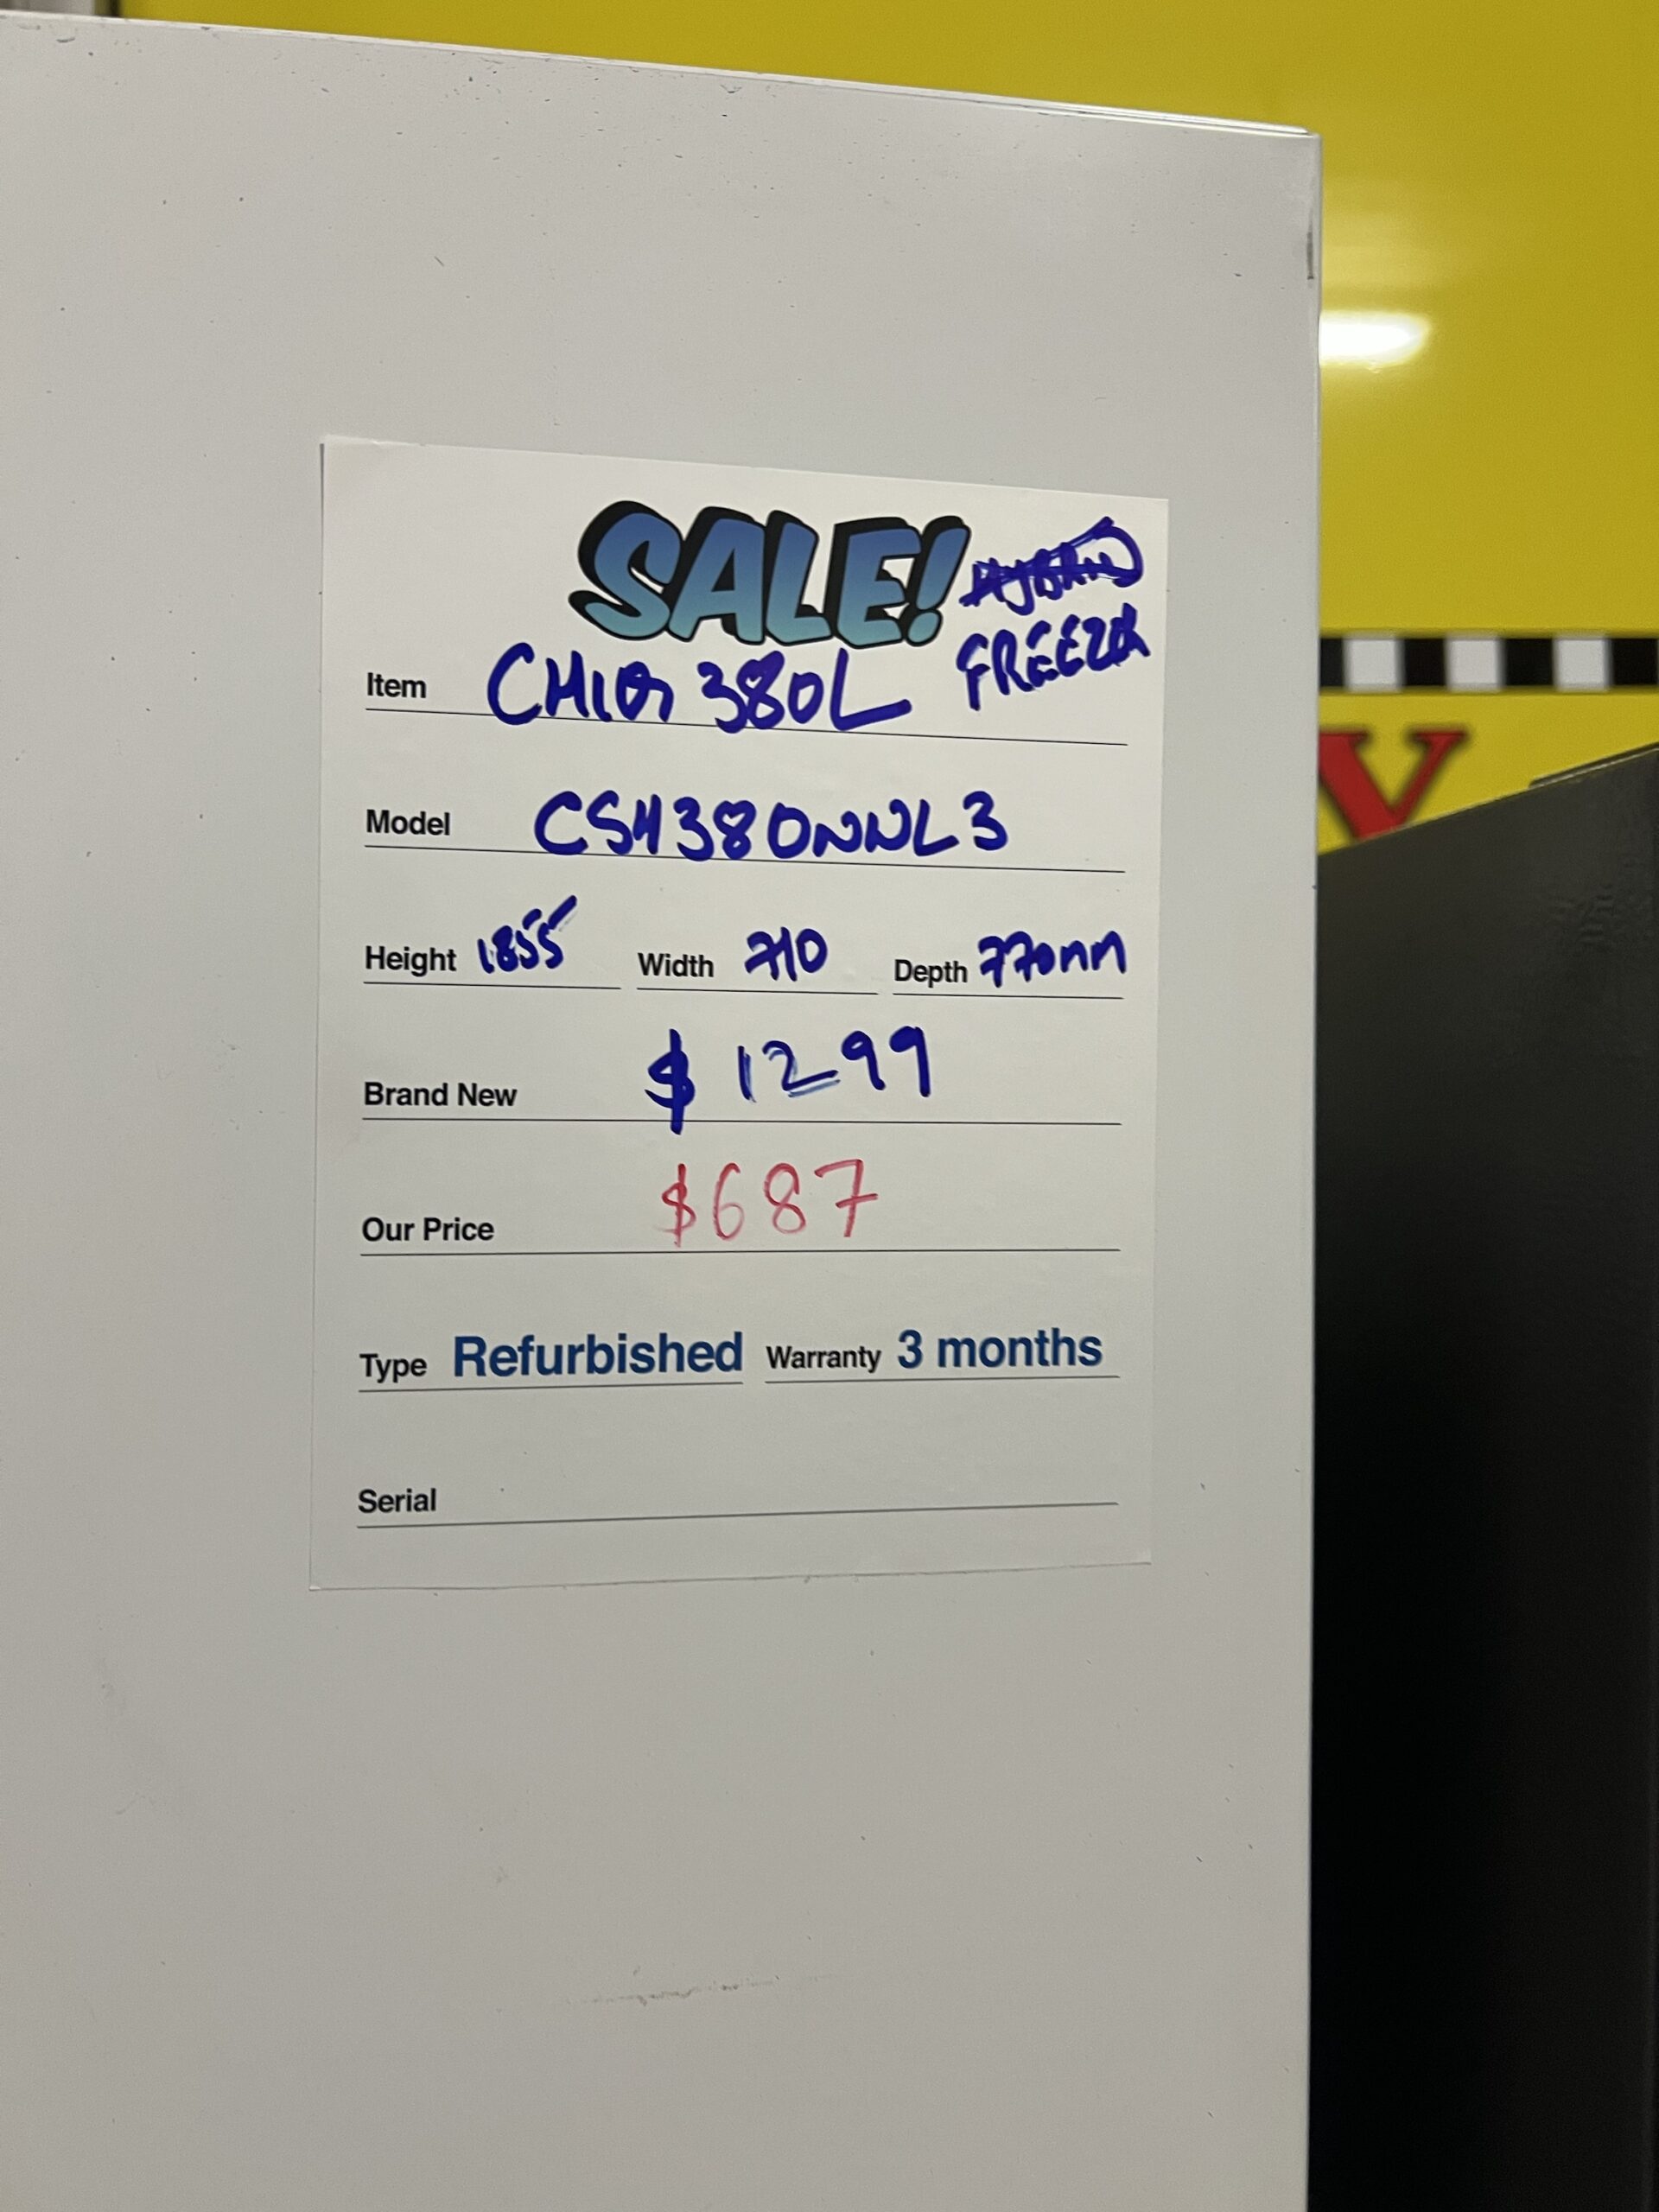 SALE!
FREEZER
Item CHiQ 380L
Model CSH380NNL3
Height 1855 Width 710 Depth 770mm
Brand New $1299
Our Price $687
Type Refurbished Warranty 3 months
Serial
V